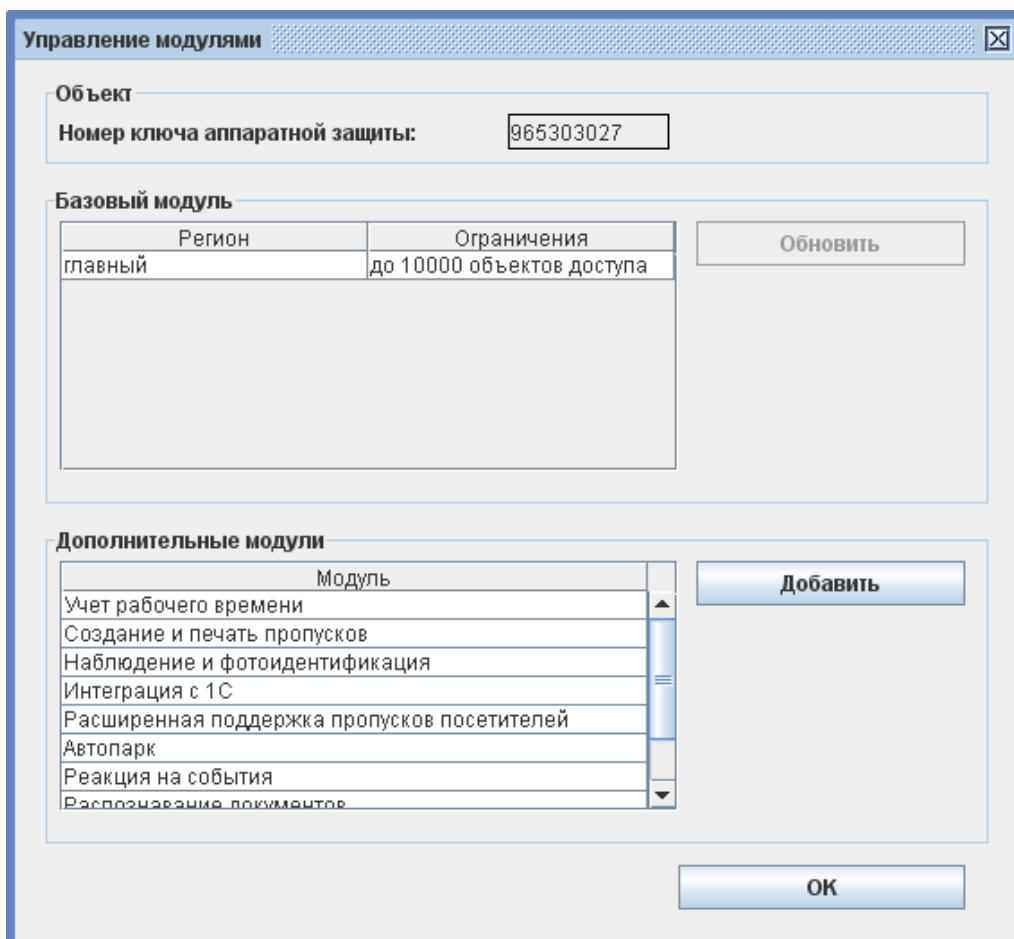 Управление модулями
Объект
Номер ключа аппаратной защиты: 965303027
Базовый модуль
Регион Ограничения Обновить
главный до 10000 объектов доступа
Дополнительные модули
Модуль Добавить
Учет рабочего времени
Создание и печать пропусков
Наблюдение и фотоидентификация
Интеграция с 1С
Расширенная поддержка пропусков посетителей
Автопарк
Реакция на события
Распознавание документов
OK